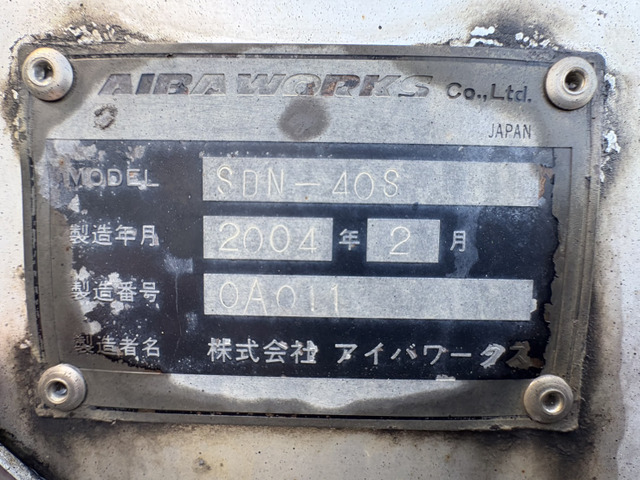 AIBA WORKS Co.,Ltd.
JAPAN
MODEL SDN-40S
製造年月 2004 年 2 月
製造番号 0A011
製造者名 株式会社 アイバワークス